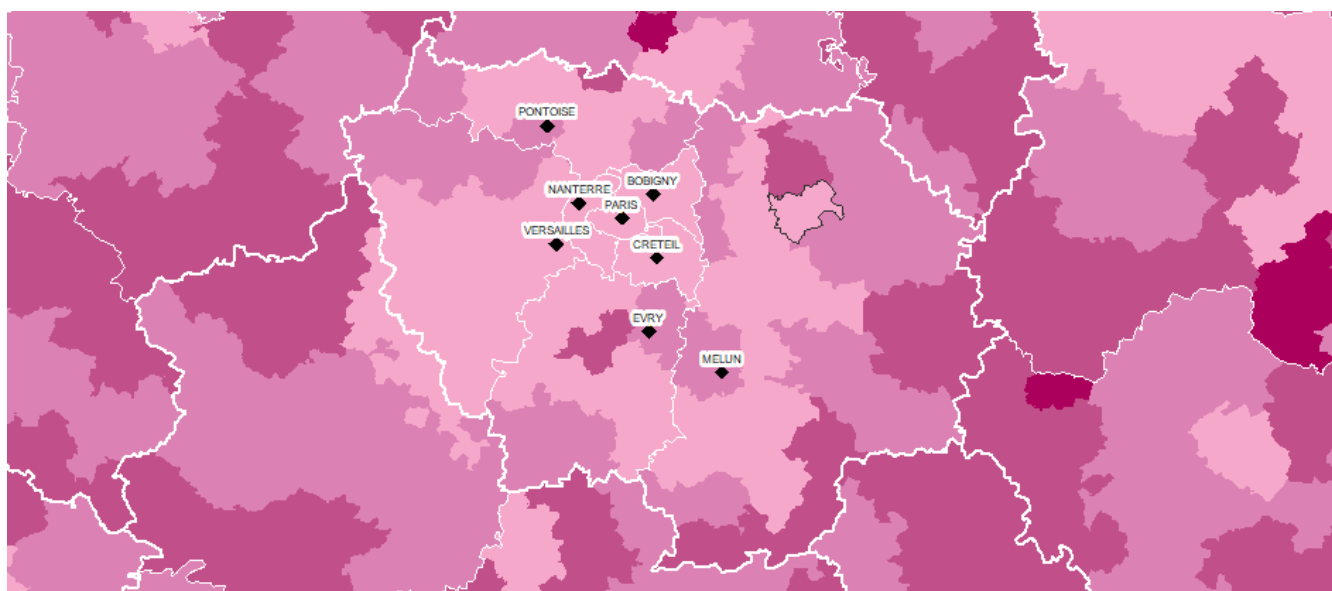 PONTOISE
BOBIGNY
NANTERRE
PARIS
VERSAILLES
CRETEIL
EVRY
MELUN